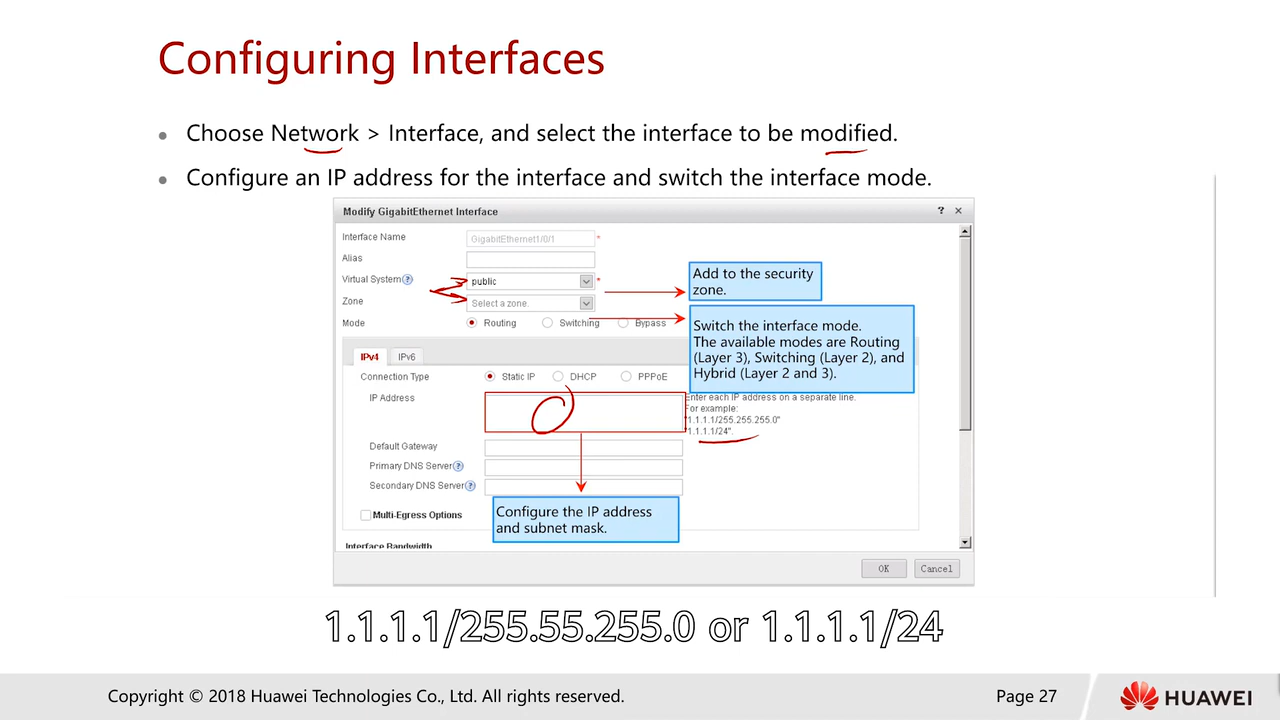 Configuring Interfaces
Choose Network > Interface, and select the interface to be modified.
Configure an IP address for the interface and switch the interface mode.
Modify GigabitEthernet Interface
? ×
Interface Name GigabitEthernet1/0/1 *
Alias
Virtual System ? public *
Zone Select a zone.
Mode Routing Switching Bypass
Add to the security
zone.
Switch the interface mode.
The available modes are Routing
(Layer 3), Switching (Layer 2), and
Hybrid (Layer 2 and 3).
IPv4 IPv6
Connection Type Static IP DHCP PPPoE
IP Address
Enter each IP address on a separate line.
For example:
"1.1.1.1/255.255.255.0"
"1.1.1.1/24".
Default Gateway
Primary DNS Server ?
Secondary DNS Server ?
Configure the IP address
and subnet mask.
Multi-Egress Options
Interface Bandwidth
OK Cancel
1.1.1.1/255.55.255.0 or 1.1.1.1/24
Copyright © 2018 Huawei Technologies Co., Ltd. All rights reserved.
Page 27
HUAWEI